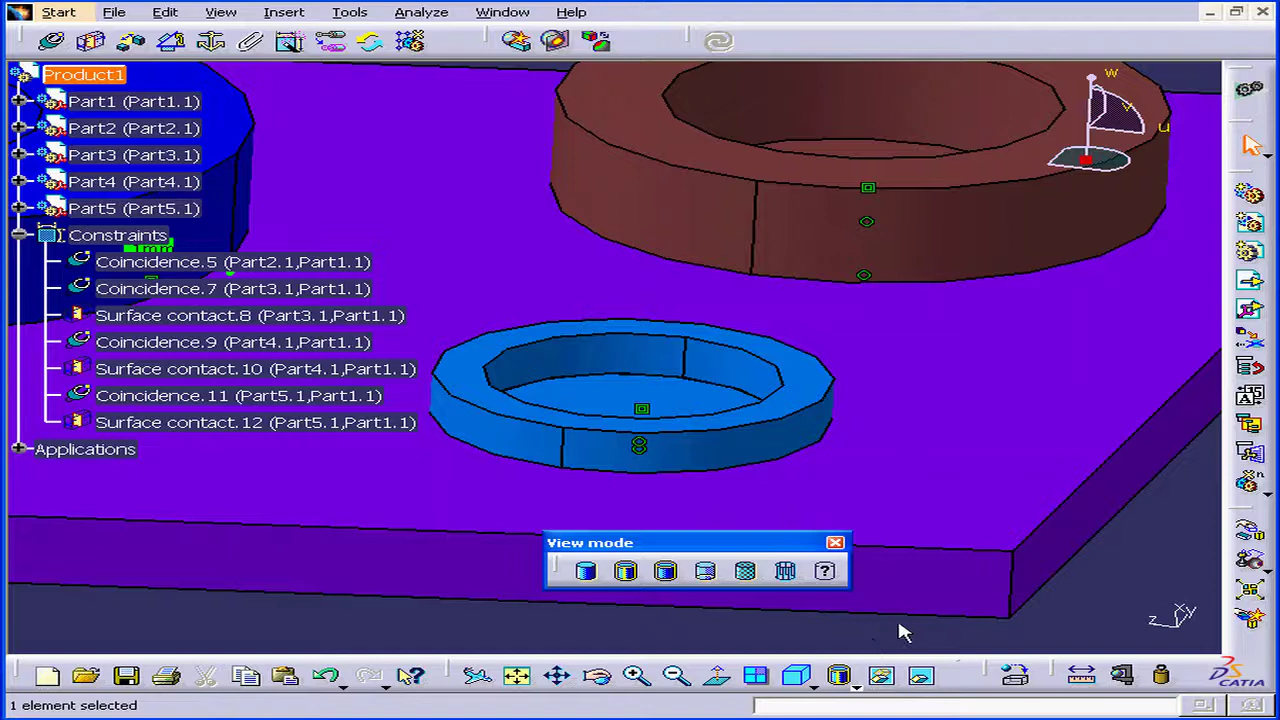 Start File Edit View Insert Tools Analyze Window Help
Product1
Part1 (Part1.1)
Part2 (Part2.1)
Part3 (Part3.1)
Part4 (Part4.1)
Part5 (Part5.1)
Constraints
1mm
Coincidence.5 (Part2.1,Part1.1)
Coincidence.7 (Part3.1,Part1.1)
Surface contact.8 (Part3.1,Part1.1)
Coincidence.9 (Part4.1,Part1.1)
Surface contact.10 (Part4.1,Part1.1)
Coincidence.11 (Part5.1,Part1.1)
Surface contact.12 (Part5.1,Part1.1)
Applications
w
v
u
View mode
x y
z
CATIA
1 element selected